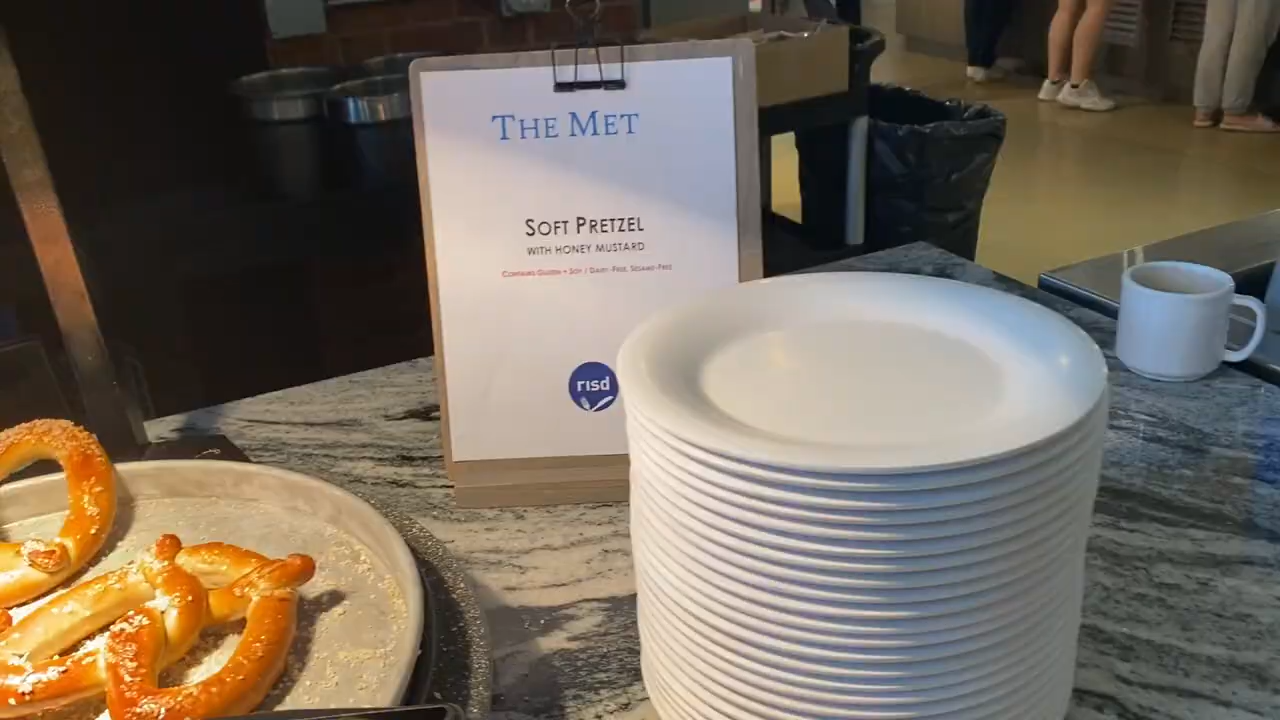 THE MET
SOFT PRETZEL
WITH HONEY MUSTARD
CONTAINS GLUTEN • SOY / DAIRY-FREE, SESAME-FREE
risd